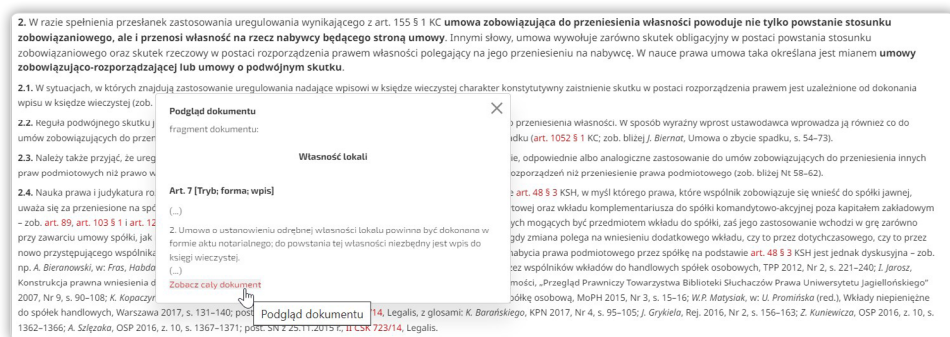 2. W razie spełnienia przesłanek zastosowania uregulowania wynikającego z art. 155 § 1 KC umowa zobowiązująca do przeniesienia własności powoduje nie tylko powstanie stosunku
zobowiązaniowego, ale i przenosi własność na rzecz nabywcy będącego stroną umowy. Innymi słowy, umowa wywołuje zarówno skutek obligacyjny w postaci powstania stosunku
zobowiązaniowego oraz skutek rzeczowy w postaci rozporządzenia prawem własności polegający na jego przeniesieniu na nabywcę. W nauce prawa umowa taka określana jest mianem umowy
zobowiązująco-rozporządzającej lub umowy o podwójnym skutku.
2.1. W sytuacjach, w których znajdują zastosowanie uregulowania nadające wpisowi w księdze wieczystej charakter konstytutywny zaistnienie skutku w postaci rozporządzenia prawem jest uzależnione od dokonania
wpisu w księdze wieczystej (zob.
2.2. Reguła podwójnego skutku j o przeniesienia własności. W sposób wyraźny wprost ustawodawca wprowadza ją również co do
umów zobowiązujących do przen adku (art. 1052 § 1 KC; zob. bliżej J. Biernat, Umowa o zbycie spadku, s. 54–73).
2.3. Należy także przyjąć, że ureg ie, odpowiednie albo analogiczne zastosowanie do umów zobowiązujących do przeniesienia innych
praw podmiotowych niż prawo w ozporządzeń niż przeniesienie prawa podmiotowego (zob. bliżej Nt 58–62).
2.4. Nauka prawa i judykatura ro e art. 48 § 3 KSH, w myśl którego prawa, które wspólnik zobowiązuje się wnieść do spółki jawnej,
uważa się za przeniesione na spó towej oraz wkładu komplementariusza do spółki komandytowo-akcyjnej poza kapitałem zakładowym
– zob. art. 89, art. 103 § 1 i art. 12 ych mogących być przedmiotem wkładu do spółki, zaś jego zastosowanie wchodzi w grę zarówno
przy zawarciu umowy spółki, jak gdy zmiana polega na wniesieniu dodatkowego wkładu, czy to przez dotychczasowego, czy to przez
nowo przystępującego wspólnika nabycia prawa podmiotowego przez spółkę na podstawie art. 48 § 3 KSH jest jednak dyskusyjna – zob.
np. A. Bieranowski, w: Fras, Habda zez wspólników wkładów do handlowych spółek osobowych, TPP 2012, Nr 2, s. 221–240; I. Jarosz,
Konstrukcja prawna wniesienia d mości, „Przegląd Prawniczy Towarzystwa Biblioteki Słuchaczów Prawa Uniwersytetu Jagiellońskiego”
2007, Nr 9, s. 90–108; K. Kopaczyń półkę osobową, MoPH 2015, Nr 3, s. 15–16; W.P. Matysiak, w: U. Promińska (red.), Wkłady niepieniężne
do spółek handlowych, Warszawa 2017, s. 131–140; post /14, Legalis, z glosami: K. Barańskiego, KPN 2017, Nr 4, s. 95–105; J. Grykiela, Rej. 2016, Nr 2, s. 156–163; Z. Kuniewicza, OSP 2016, z. 10, s.
1362–1366; A. Szlęzaka, OSP 2016, z. 10, s. 1367–1371; post. SN z 25.11.2015 r., II CSK 723/14, Legalis.
Podgląd dokumentu
fragment dokumentu:
Własność lokali
Art. 7 [Tryb; forma; wpis]
(...)
2. Umowa o ustanowieniu odrębnej własności lokalu powinna być dokonana w
formie aktu notarialnego; do powstania tej własności niezbędny jest wpis do
księgi wieczystej.
(...)
Zobacz cały dokument
Podgląd dokumentu